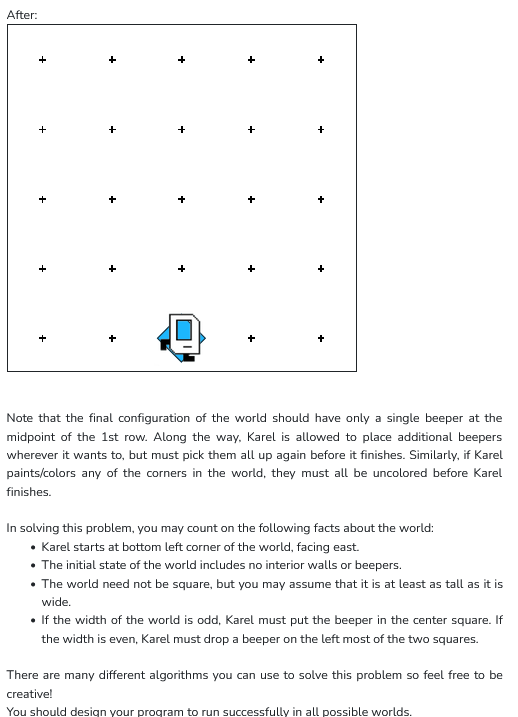 After:
Note that the final configuration of the world should have only a single beeper at the
midpoint of the 1st row. Along the way, Karel is allowed to place additional beepers
wherever it wants to, but must pick them all up again before it finishes. Similarly, if Karel
paints/colors any of the corners in the world, they must all be uncolored before Karel
finishes.
In solving this problem, you may count on the following facts about the world:
• Karel starts at bottom left corner of the world, facing east.
• The initial state of the world includes no interior walls or beepers.
• The world need not be square, but you may assume that it is at least as tall as it is
wide.
• If the width of the world is odd, Karel must put the beeper in the center square. If
the width is even, Karel must drop a beeper on the left most of the two squares.
There are many different algorithms you can use to solve this problem so feel free to be
creative!
You should design your program to run successfully in all possible worlds.